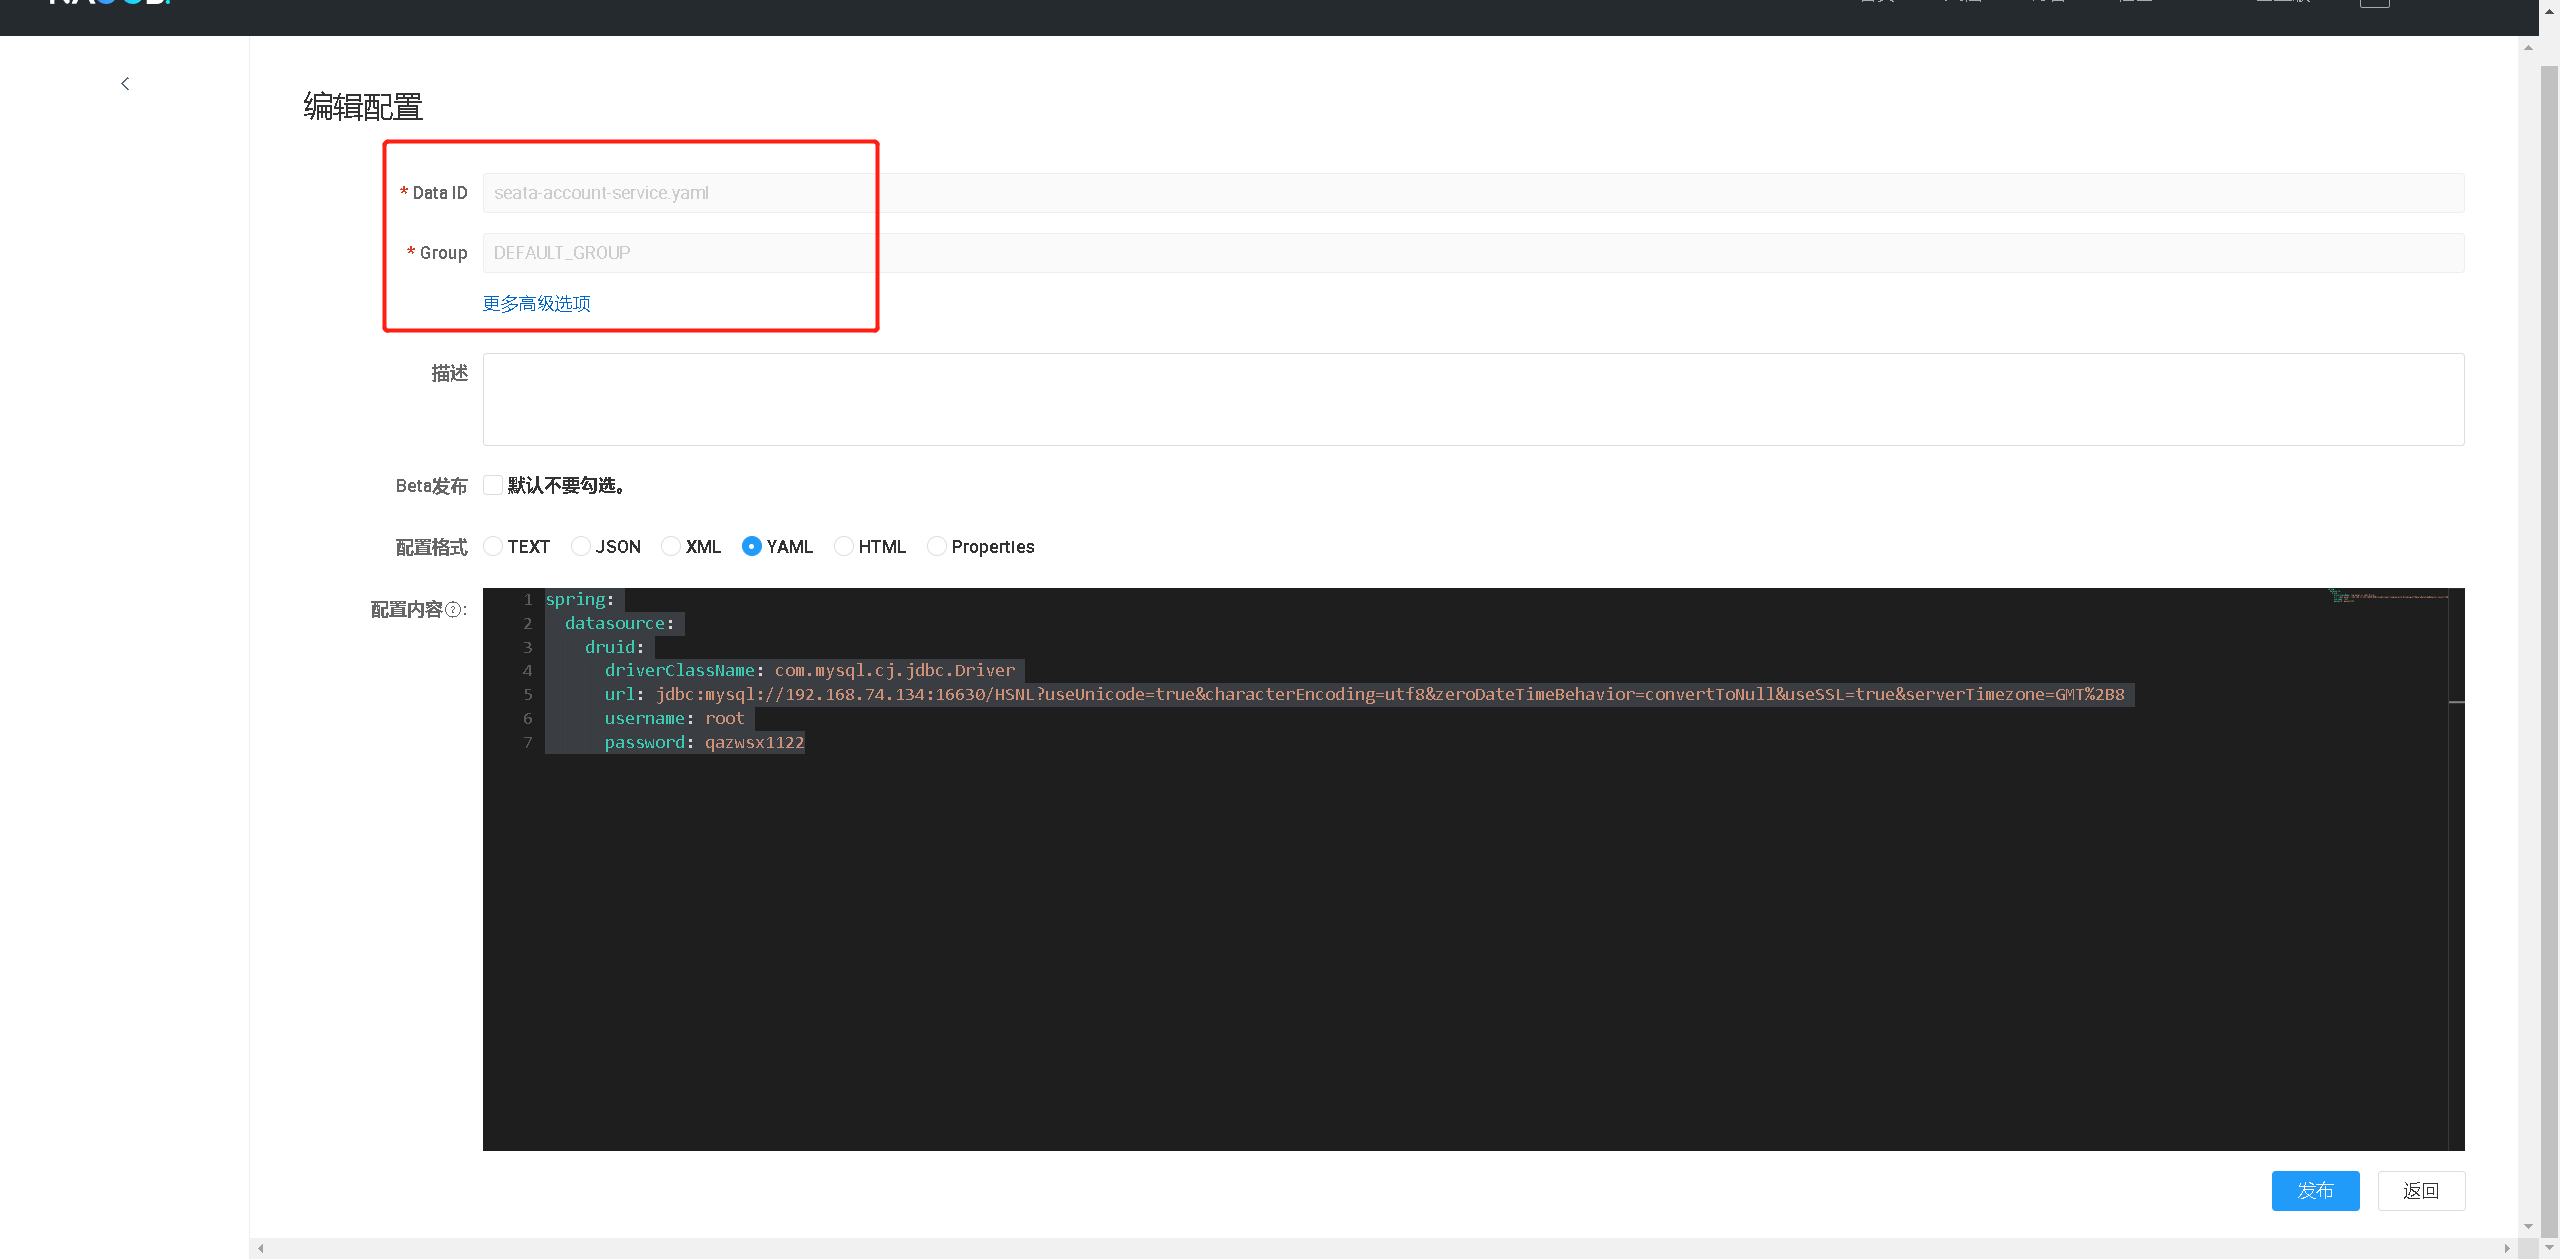 编辑配置
* Data ID seata-account-service.yaml
* Group DEFAULT_GROUP
更多高级选项
描述
Beta发布 默认不要勾选。
配置格式 TEXT JSON XML YAML HTML Properties
配置内容?:
1 spring:
2 datasource:
3 druid:
4 driverClassName: com.mysql.cj.jdbc.Driver
5 url: jdbc:mysql://192.168.74.134:16630/HSNL?useUnicode=true&characterEncoding=utf8&zeroDateTimeBehavior=convertToNull&useSSL=true&serverTimezone=GMT%2B8
6 username: root
7 password: qazwsx1122
发布 返回